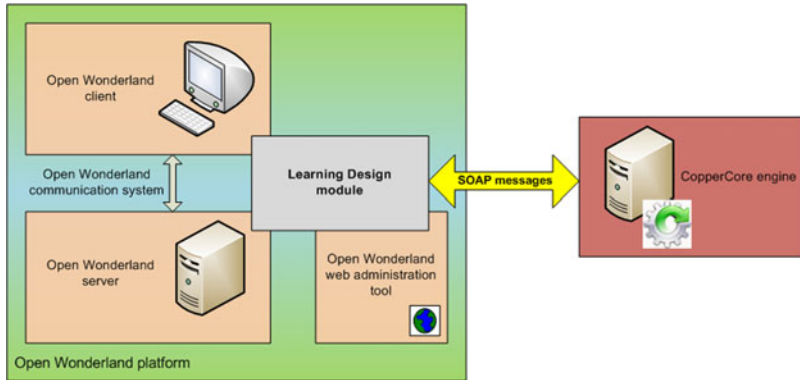 Open Wonderland
client
Open Wonderland
communication system
Learning Design
module
SOAP messages
CopperCore engine
Open Wonderland
server
Open Wonderland
web administration
tool
Open Wonderland platform